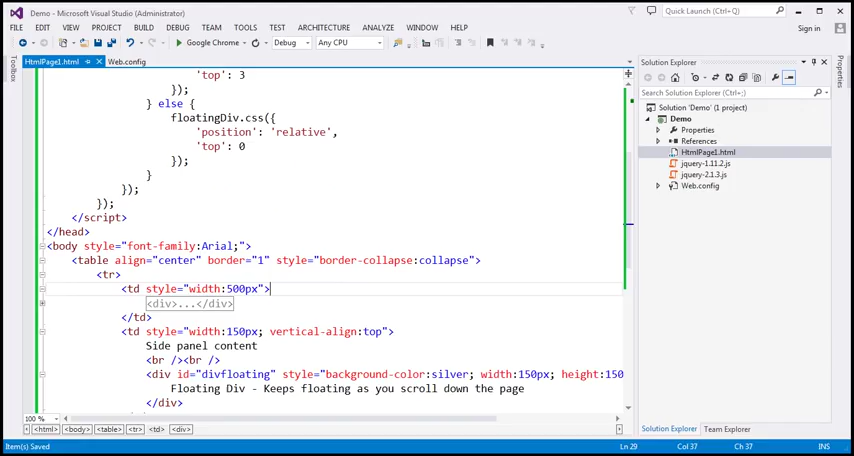 Demo - Microsoft Visual Studio (Administrator)
Quick Launch (Ctrl+Q)
FILE EDIT VIEW PROJECT BUILD DEBUG TEAM TOOLS TEST ARCHITECTURE ANALYZE WINDOW HELP
Sign in
Google Chrome
Debug
Any CPU
Toolbox
HtmlPage1.html
Web.config
'top': 3
});
} else {
floatingDiv.css({
'position': 'relative',
'top': 0
});
}
});
});
</script>
</head>
<body style="font-family:Arial;">
<table align="center" border="1" style="border-collapse:collapse">
<tr>
<td style="width:500px">
<div>...</div>
</td>
<td style="width:150px; vertical-align:top">
Side panel content
<br /><br />
<div id="divfloating" style="background-color:silver; width:150px; height:150
Floating Div - Keeps floating as you scroll down the page
</div>
100 %
<html> <body> <table> <tr> <td> <div>
Solution Explorer
Search Solution Explorer (Ctrl+;)
Solution 'Demo' (1 project)
Demo
Properties
References
HtmlPage1.html
jquery-1.11.2.js
jquery-2.1.3.js
Web.config
Solution Explorer Team Explorer
Properties
Item(s) Saved
Ln 29 Col 37 Ch 37 INS